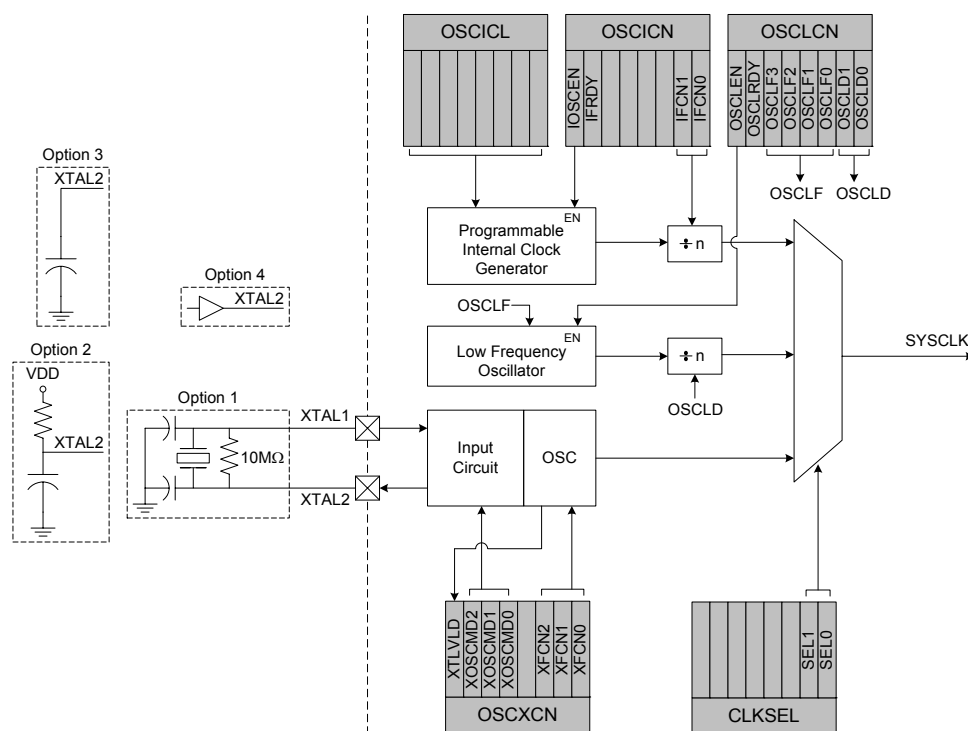 OSCICL
OSCICN
IOSCEN
IFRDY
IFCN1
IFCN0
OSCLCN
OSCLEN
OSCLRDY
OSCLF3
OSCLF2
OSCLF1
OSCLF0
OSCLD1
OSCLD0
OSCLF
OSCLD
Option 3
XTAL2
Option 4
XTAL2
Option 2
VDD
XTAL2
Option 1
10MΩ
XTAL1
XTAL2
EN
Programmable
Internal Clock
Generator
÷ n
OSCLF
EN
Low Frequency
Oscillator
÷ n
OSCLD
SYSCLK
Input
Circuit
OSC
XTLVLD
XOSCMD2
XOSCMD1
XOSCMD0
XFCN2
XFCN1
XFCN0
OSCXCN
SEL1
SEL0
CLKSEL